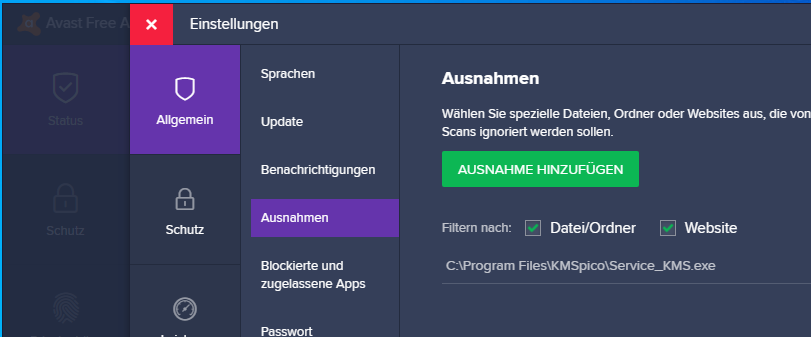 Avast Free A
Einstellungen
Status
Schutz
Allgemein
Schutz
Sprachen
Update
Benachrichtigungen
Ausnahmen
Blockierte und
zugelassene Apps
Passwort
Ausnahmen
Wählen Sie spezielle Dateien, Ordner oder Websites aus, die von
Scans ignoriert werden sollen.
AUSNAHME HINZUFÜGEN
Filtern nach: Datei/Ordner Website
C:\Program Files\KMSpico\Service_KMS.exe